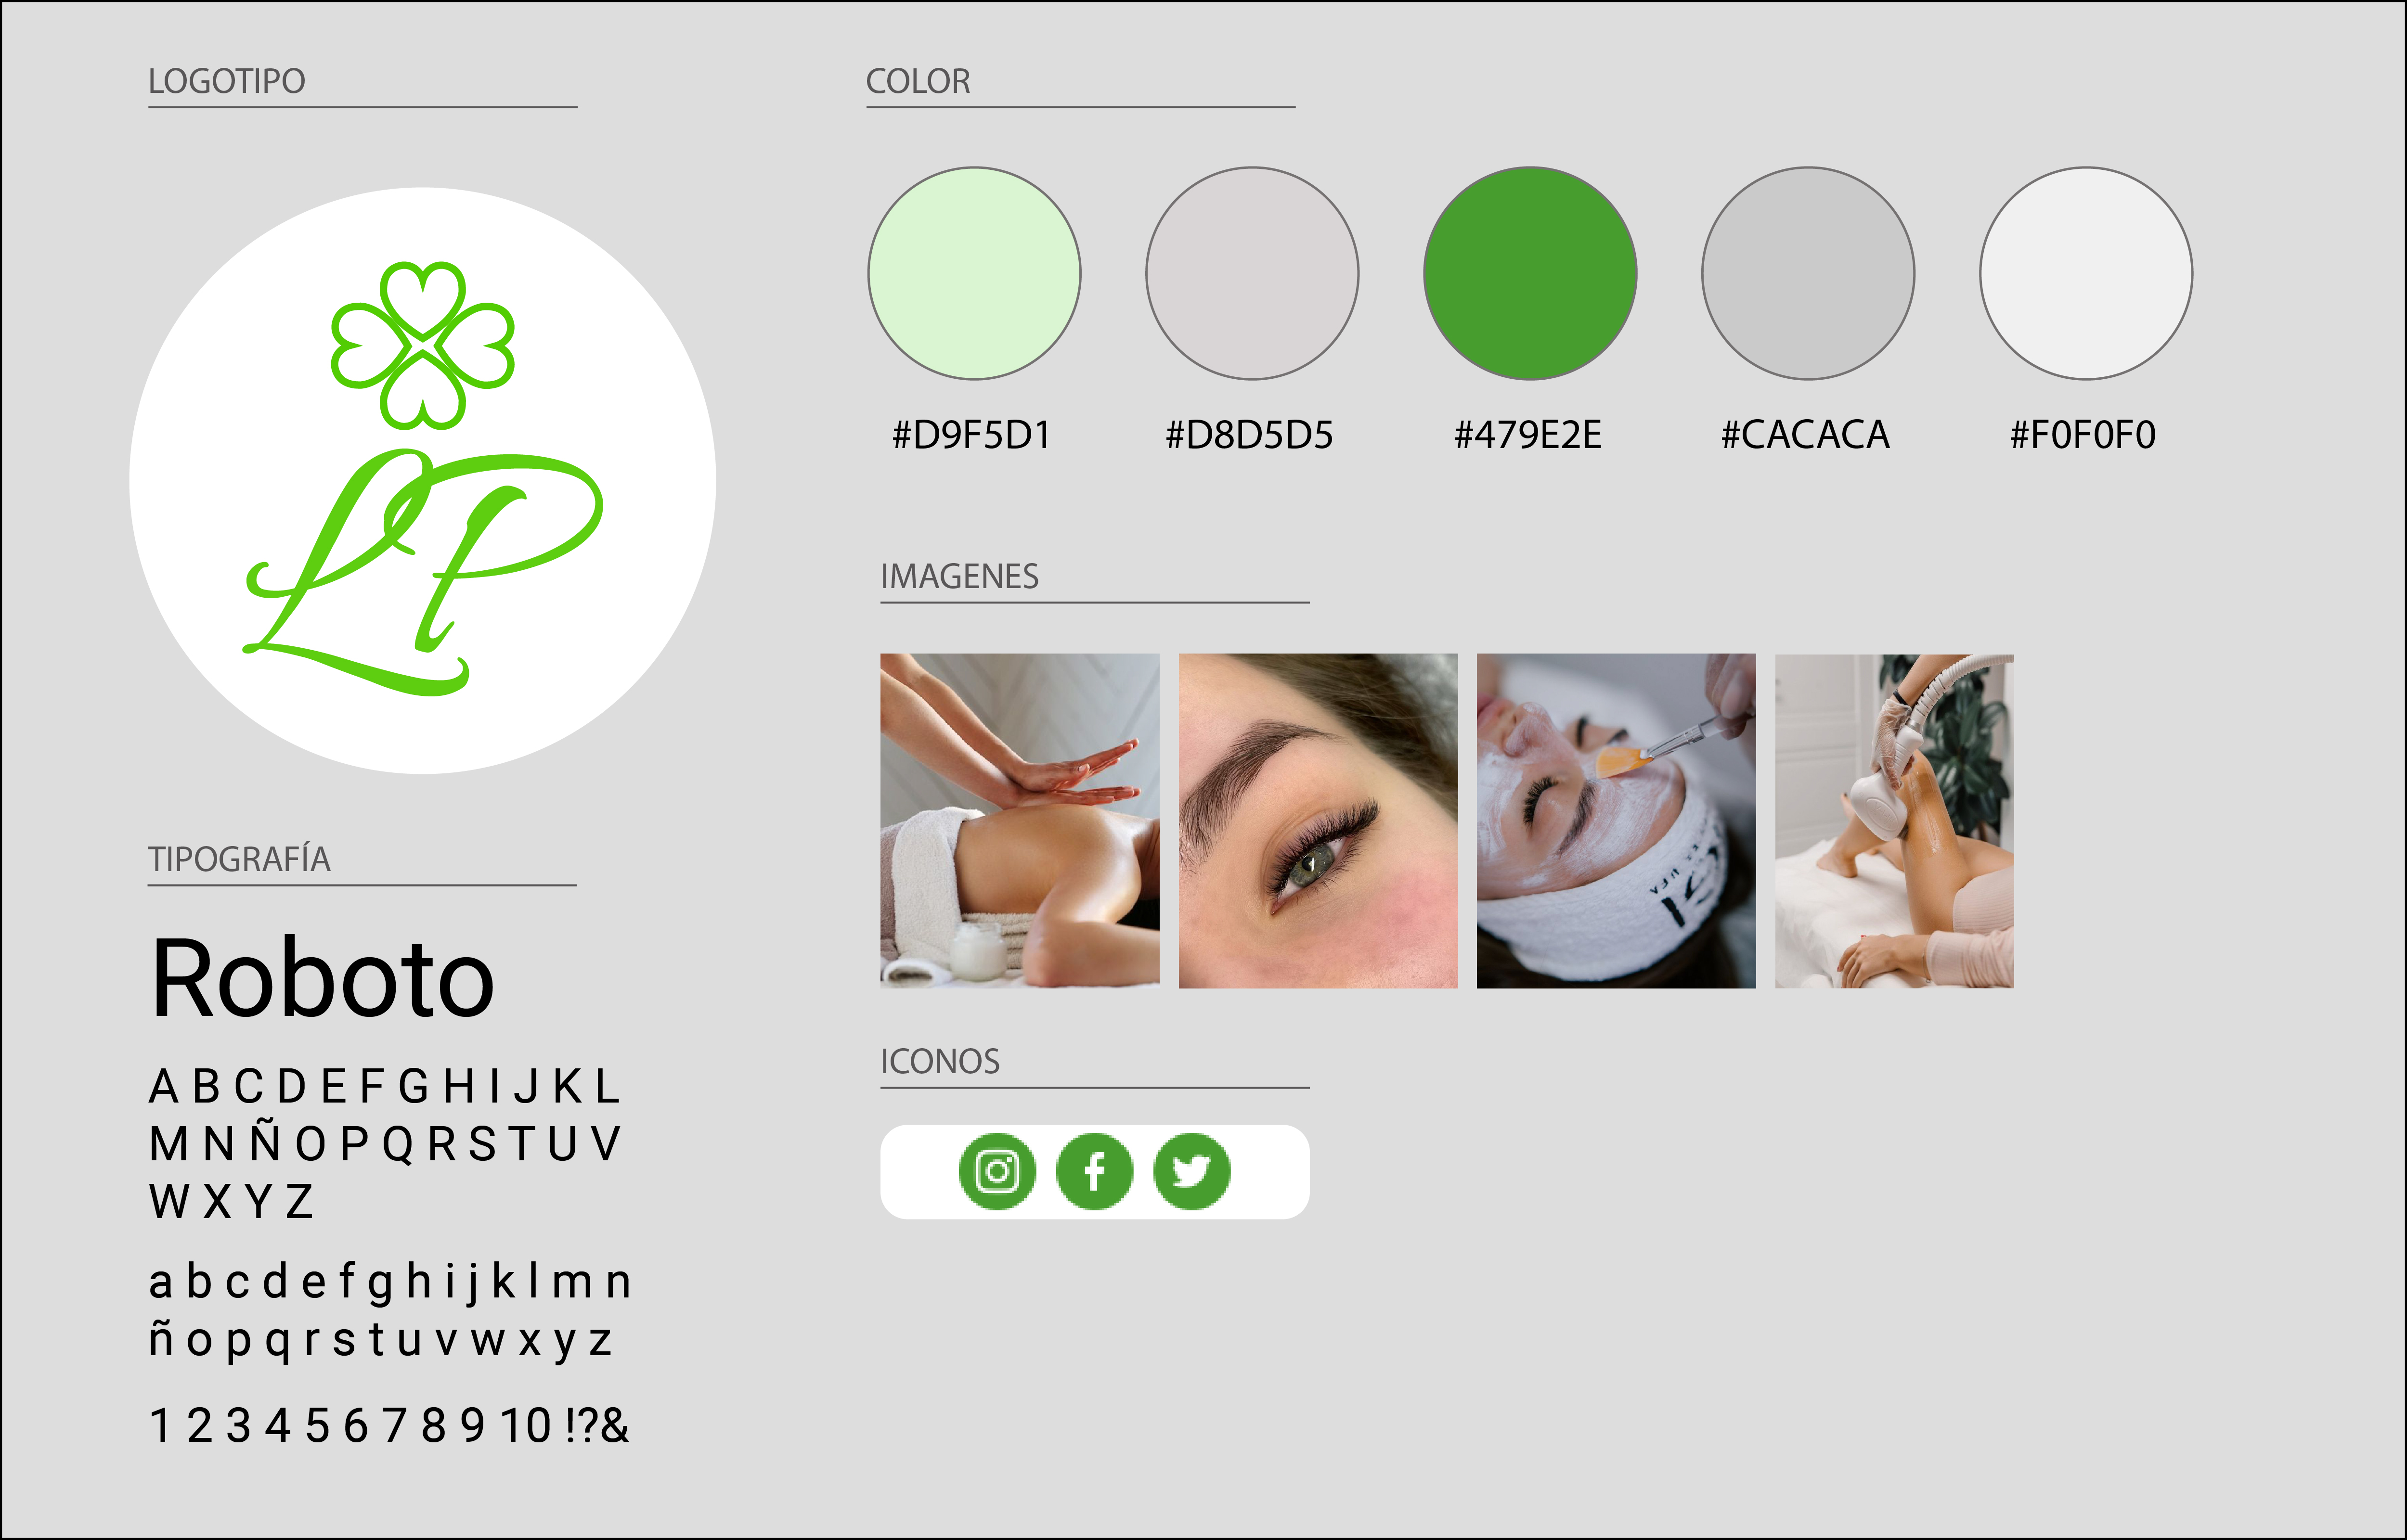 LOGOTIPO
LP
TIPOGRAFÍA
Roboto
A B C D E F G H I J K L
M N Ñ O P Q R S T U V
W X Y Z
a b c d e f g h i j k l m n
ñ o p q r s t u v w x y z
1 2 3 4 5 6 7 8 9 10 !?&
COLOR
#D9F5D1
#D8D5D5
#479E2E
#CACACA
#F0F0F0
IMAGENES
ICONOS